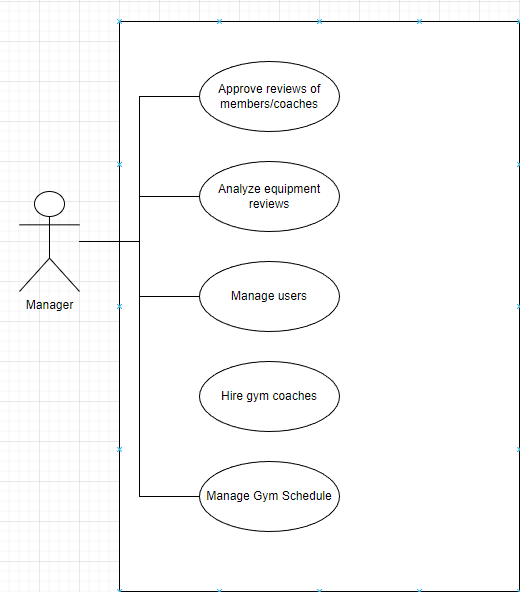 Approve reviews of
members/coaches
Analyze equipment
reviews
Manage users
Manager
Hire gym coaches
Manage Gym Schedule